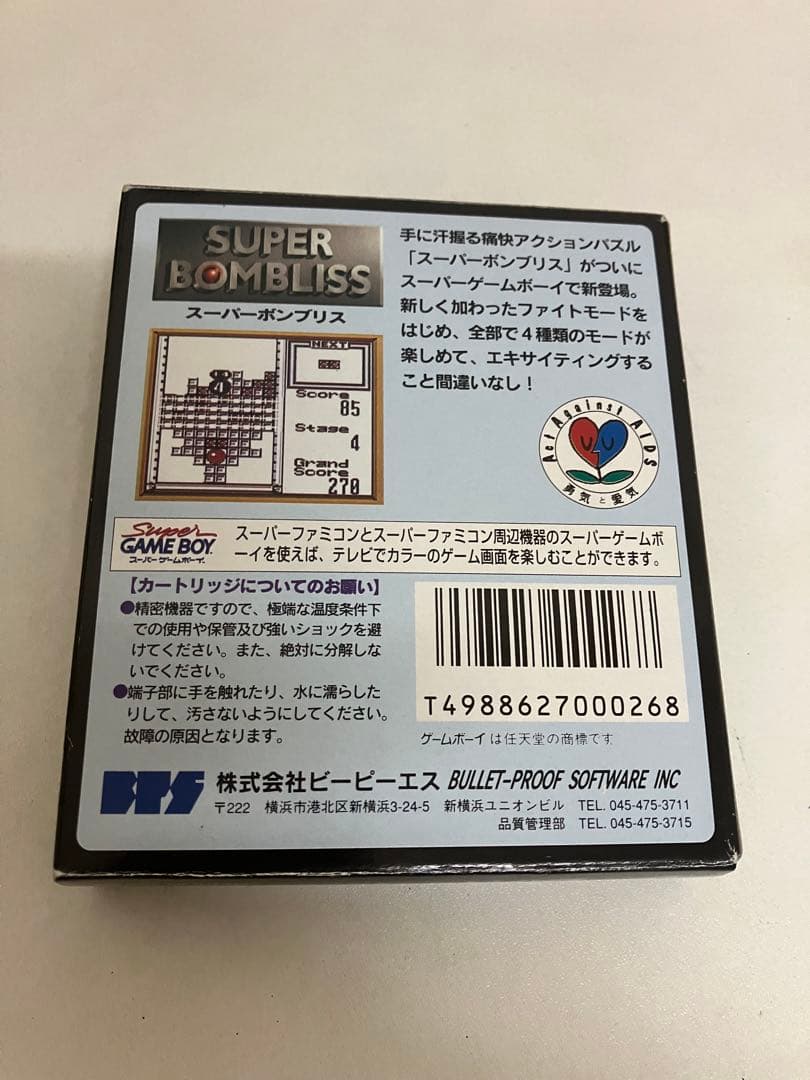 SUPER
BOMBLISS
スーパーボンブリス
手に汗握る痛快アクションパズル
「スーパーボンブリス」がついに
スーパーゲームボーイで新登場。
新しく加わったファイトモードを
はじめ、全部で4種類のモードが
楽しめて、エキサイティングする
こと間違いなし!
NEXT!
Score
85
Stage
4
Grand
Score
270
Act Against AIDS
勇気と愛気
Super
GAME BOY
スーパーゲームボーイ
スーパーファミコンとスーパーファミコン周辺機器のスーパーゲームボ
ーイを使えば、テレビでカラーのゲーム画面を楽しむことができます。
【カートリッジについてのお願い】
●精密機器ですので、極端な温度条件下
での使用や保管及び強いショックを避
けてください。また、絶対に分解しな
いでください。
●端子部に手を触れたり、水に濡らした
りして、汚さないようにしてください。
故障の原因となります。
T4988627000268
ゲームボーイは任天堂の商標です
BPS 株式会社ビーピーエス BULLET-PROOF SOFTWARE INC
〒222 横浜市港北区新横浜3-24-5 新横浜ユニオンビル TEL. 045-475-3711
品質管理部 TEL. 045-475-3715